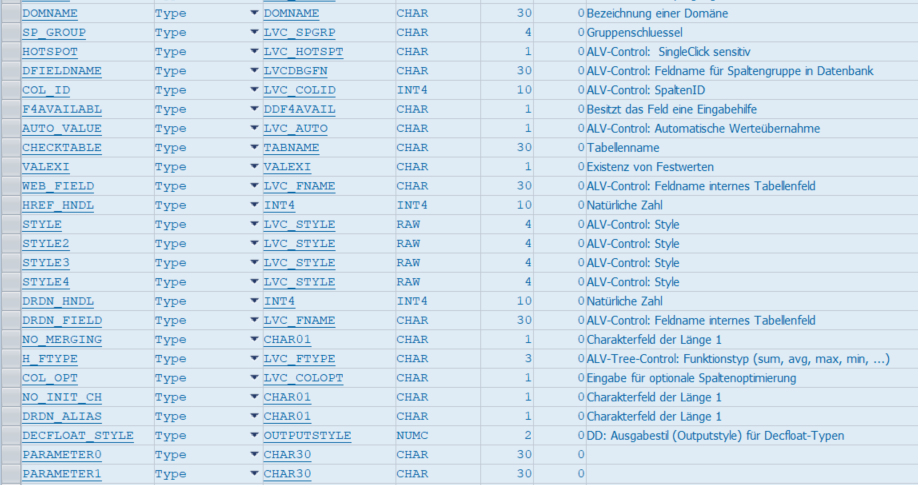 DOMNAME Type DOMNAME CHAR 30 0 Bezeichnung einer Domäne
SP_GROUP Type LVC_SPGRP CHAR 4 0 Gruppenschluessel
HOTSPOT Type LVC_HOTSPT CHAR 1 0 ALV-Control: SingleClick sensitiv
DFIELDNAME Type LVCDBGFN CHAR 30 0 ALV-Control: Feldname für Spaltengruppe in Datenbank
COL_ID Type LVC_COLID INT4 10 0 ALV-Control: SpaltenID
F4AVAILABL Type DDF4AVAIL CHAR 1 0 Besitzt das Feld eine Eingabehilfe
AUTO_VALUE Type LVC_AUTO CHAR 1 0 ALV-Control: Automatische Werteübernahme
CHECKTABLE Type TABNAME CHAR 30 0 Tabellenname
VALEXI Type VALEXI CHAR 1 0 Existenz von Festwerten
WEB_FIELD Type LVC_FNAME CHAR 30 0 ALV-Control: Feldname internes Tabellenfeld
HREF_HNDL Type INT4 INT4 10 0 Natürliche Zahl
STYLE Type LVC_STYLE RAW 4 0 ALV-Control: Style
STYLE2 Type LVC_STYLE RAW 4 0 ALV-Control: Style
STYLE3 Type LVC_STYLE RAW 4 0 ALV-Control: Style
STYLE4 Type LVC_STYLE RAW 4 0 ALV-Control: Style
DRDN_HNDL Type INT4 INT4 10 0 Natürliche Zahl
DRDN_FIELD Type LVC_FNAME CHAR 30 0 ALV-Control: Feldname internes Tabellenfeld
NO_MERGING Type CHAR01 CHAR 1 0 Charakterfeld der Länge 1
H_FTYPE Type LVC_FTYPE CHAR 3 0 ALV-Tree-Control: Funktionstyp (sum, avg, max, min, ...)
COL_OPT Type LVC_COLOPT CHAR 1 0 Eingabe für optionale Spaltenoptimierung
NO_INIT_CH Type CHAR01 CHAR 1 0 Charakterfeld der Länge 1
DRDN_ALIAS Type CHAR01 CHAR 1 0 Charakterfeld der Länge 1
DECFLOAT_STYLE Type OUTPUTSTYLE NUMC 2 0 DD: Ausgabestil (Outputstyle) für Decfloat-Typen
PARAMETER0 Type CHAR30 CHAR 30 0
PARAMETER1 Type CHAR30 CHAR 30 0